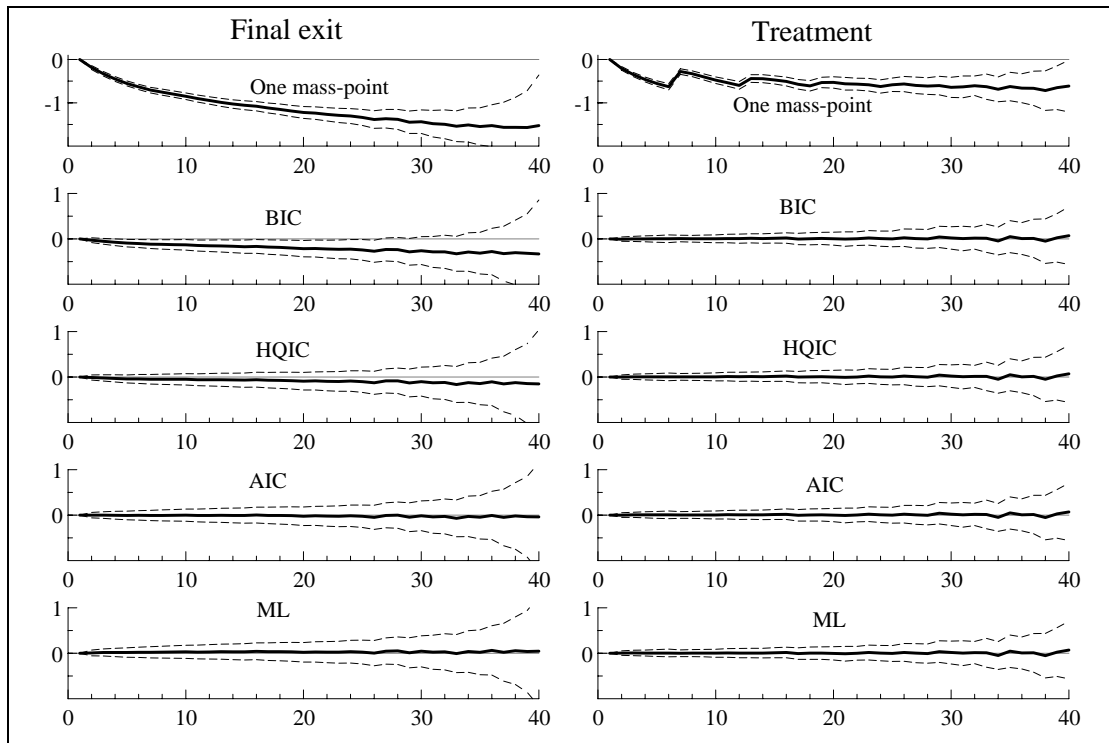 Final exit Treatment
0 0
One mass-point
-1 -1
One mass-point
0 10 20 30 40 0 10 20 30 40
1 1
BIC BIC
0 0
0 10 20 30 40 0 10 20 30 40
1 1
HQIC HQIC
0 0
0 10 20 30 40 0 10 20 30 40
1 1
AIC AIC
0 0
0 10 20 30 40 0 10 20 30 40
1 1
ML ML
0 0
0 10 20 30 40 0 10 20 30 40